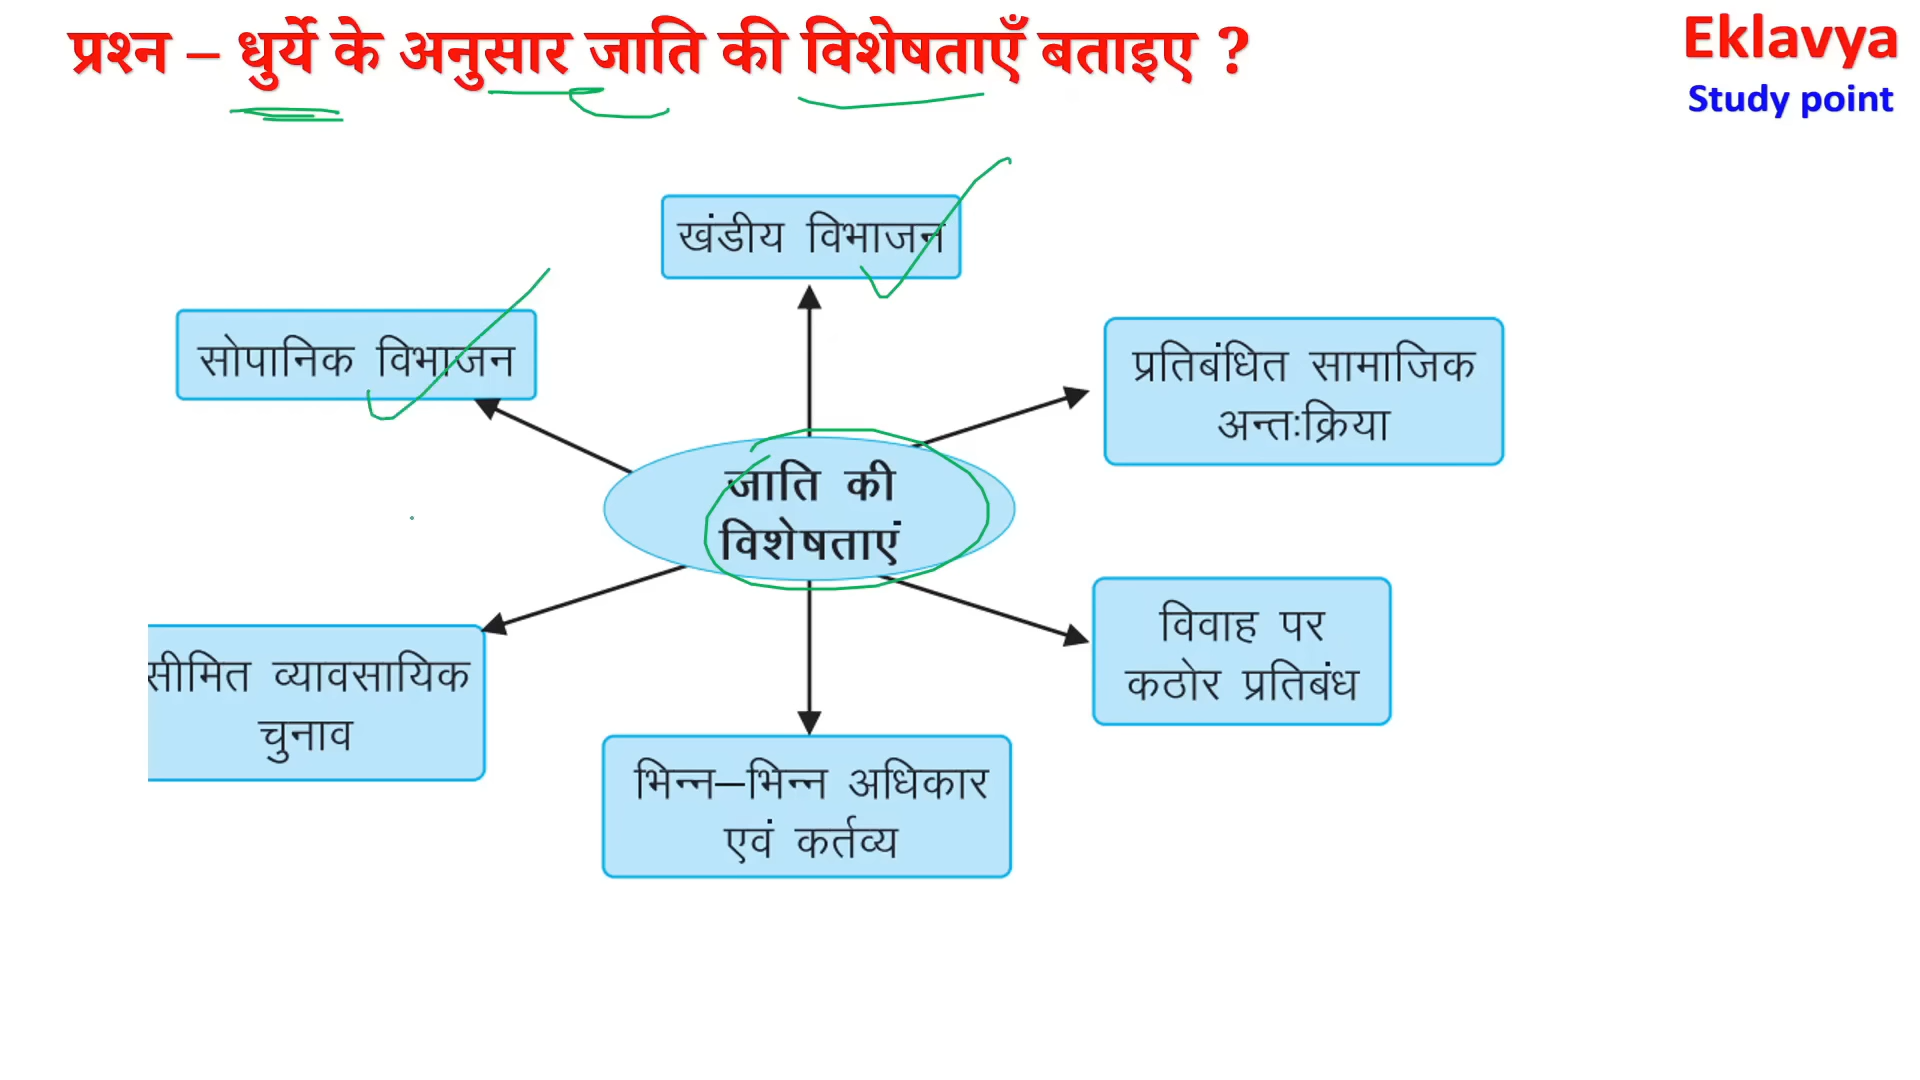 प्रश्न – धुर्ये के अनुसार जाति की विशेषताएँ बताइए ?
Eklavya
Study point
खंडीय विभाजन
सोपानिक विभाजन
प्रतिबंधित सामाजिक
अन्तःक्रिया
जाति की
विशेषताएं
विवाह पर
कठोर प्रतिबंध
सीमित व्यावसायिक
चुनाव
भिन्न–भिन्न अधिकार
एवं कर्तव्य